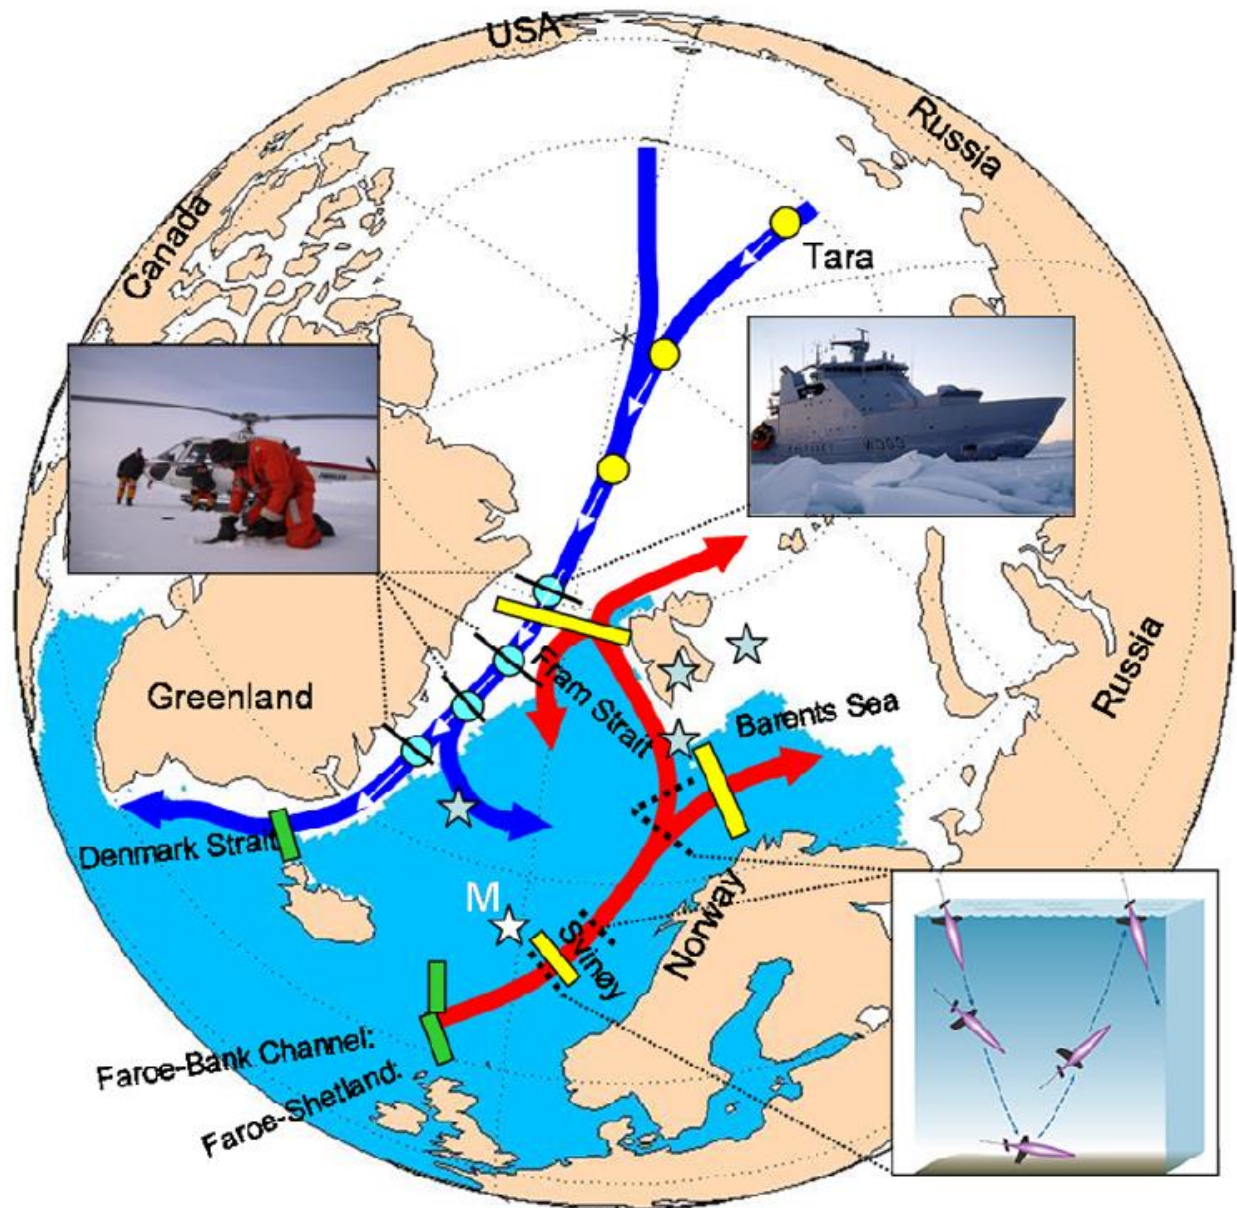 USA
Russia
Canada
Tara
W303
Fram Strait
Greenland
Barents Sea
Russia
Denmark Strait
M
Svinøy
Norway
Faroe-Bank Channel:
Faroe-Shetland: